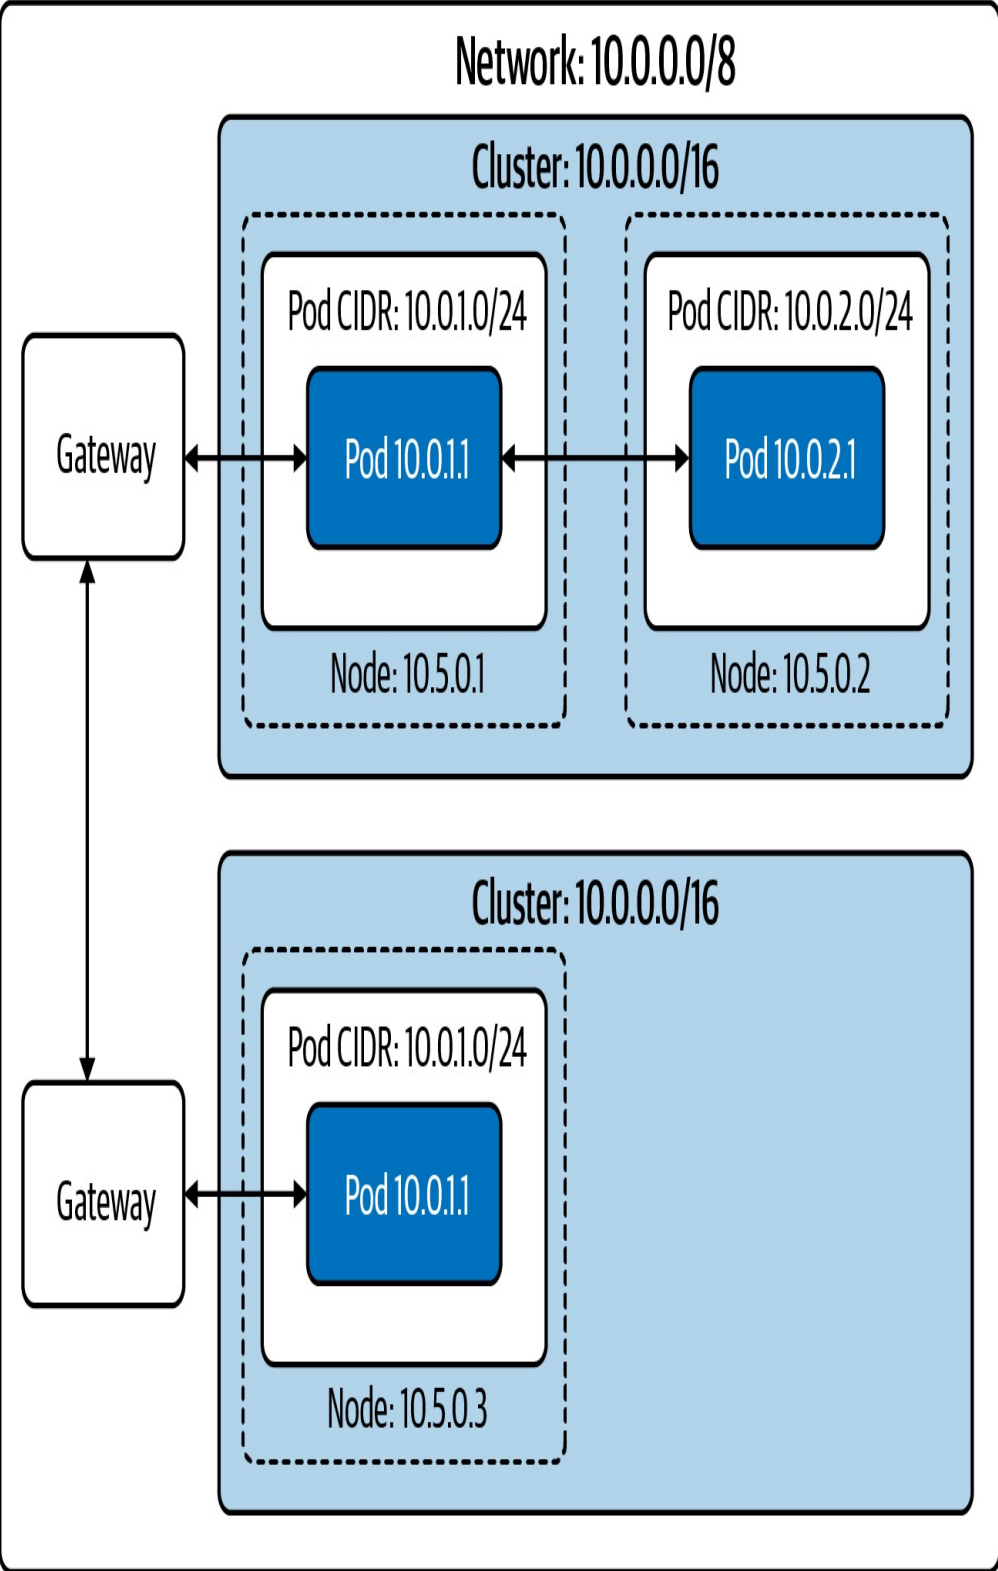 Network: 10.0.0.0/8
Cluster: 10.0.0.0/16
Pod CIDR: 10.0.1.0/24
Pod CIDR: 10.0.2.0/24
Gateway
Pod 10.0.1.1
Pod 10.0.2.1
Node: 10.5.0.1
Node: 10.5.0.2
Cluster: 10.0.0.0/16
Pod CIDR: 10.0.1.0/24
Gateway
Pod 10.0.1.1
Node: 10.5.0.3